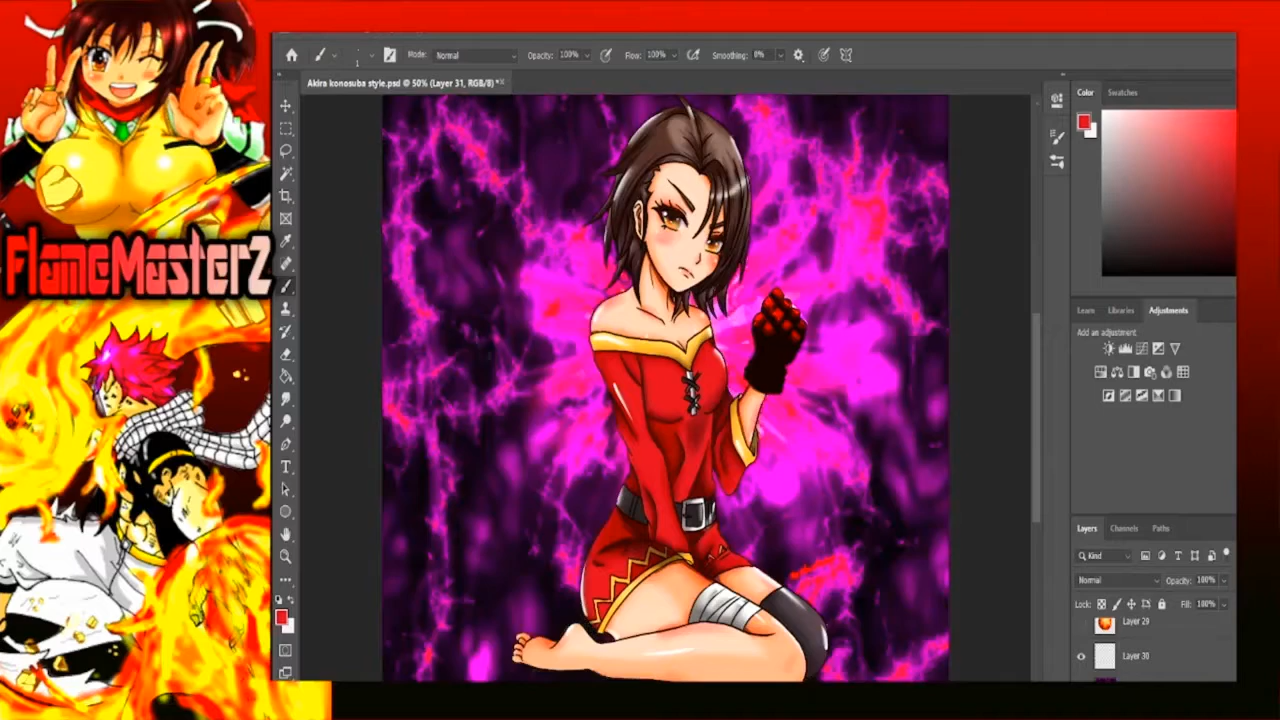 Mode: Normal Opacity: 100% Flow: 100% Smoothing: 0%
1
Akira konosuba style.psd @ 50% (Layer 31, RGB/8) *
Color Swatches
FlameMasterZ
Learn Libraries Adjustments
Add an adjustment
Layers Channels Paths
Kind
Normal Opacity: 100%
Lock: Fill: 100%
Layer 29
Layer 30